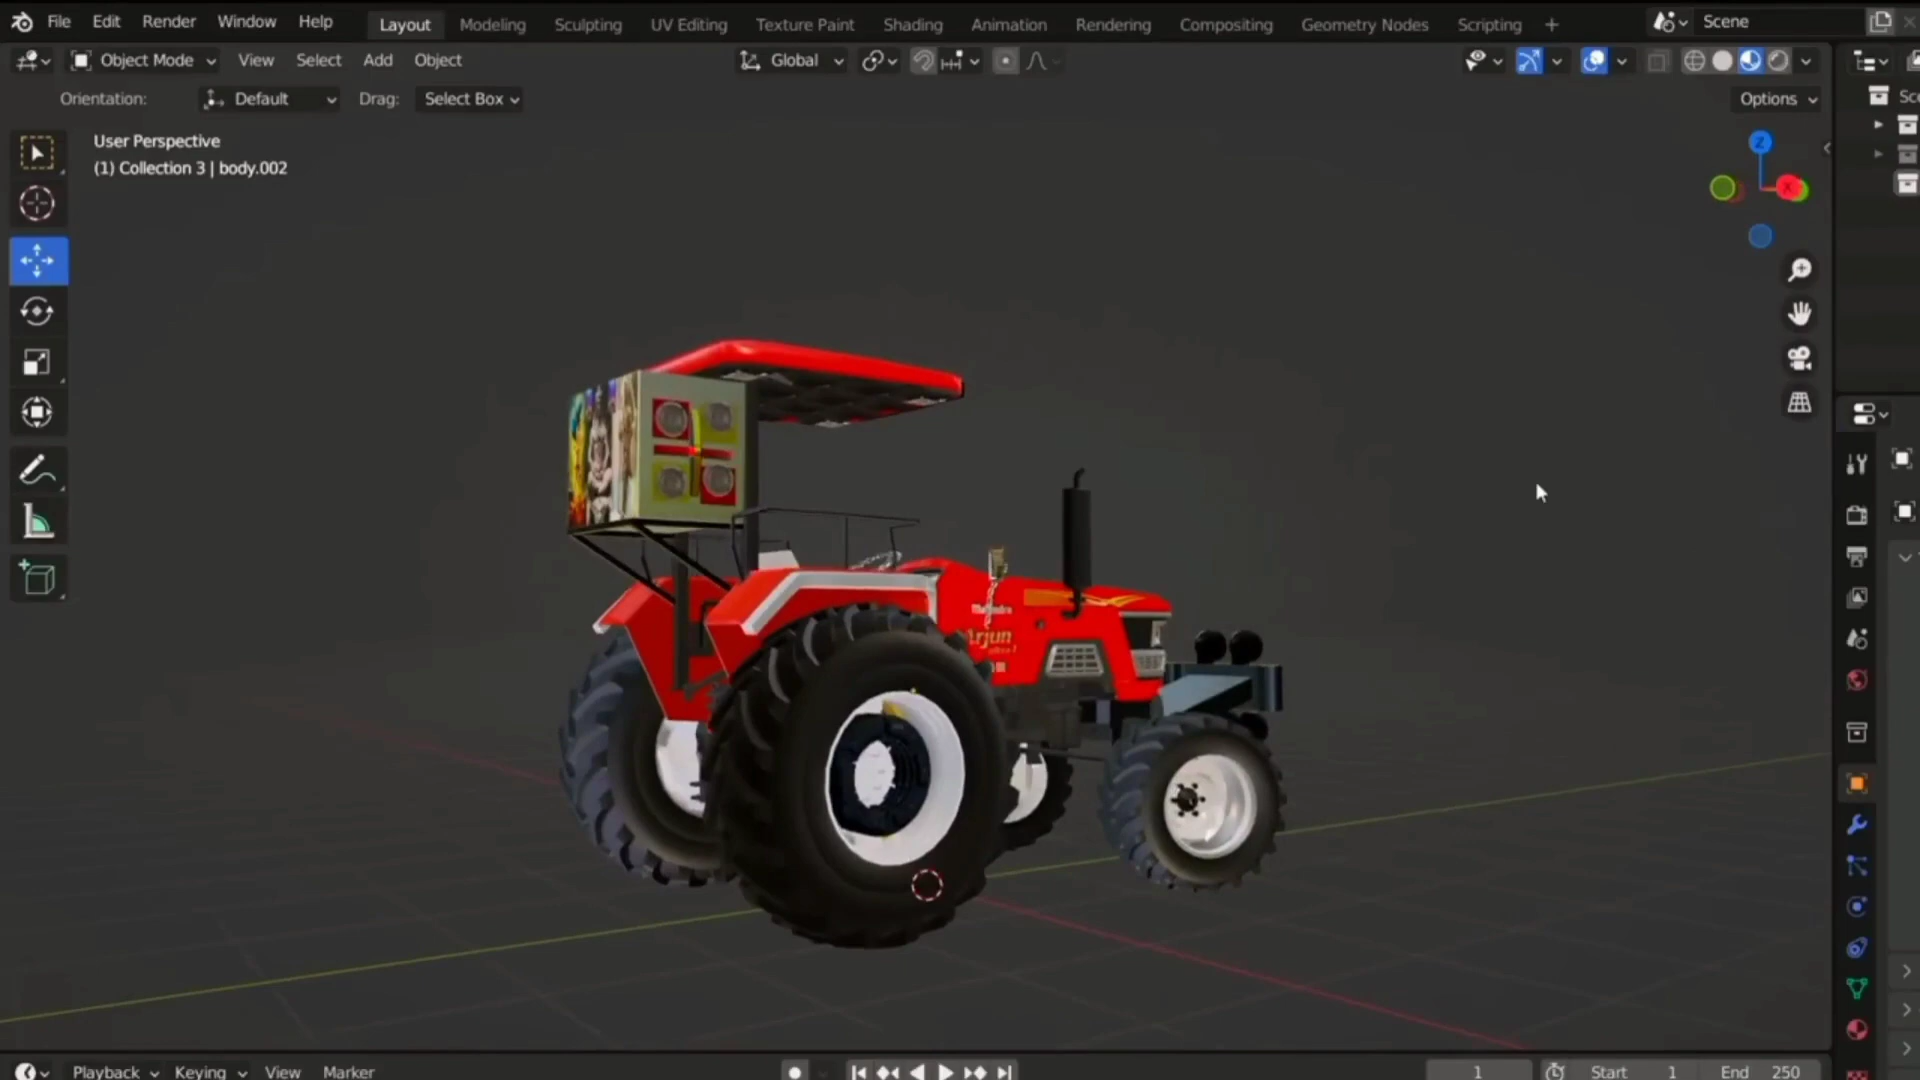 File Edit Render Window Help Layout Modeling Sculpting UV Editing Texture Paint Shading Animation Rendering Compositing Geometry Nodes Scripting + Scene
Object Mode View Select Add Object Global
Orientation: Default Drag: Select Box Options
User Perspective
(1) Collection 3 | body.002
Z
X
Mahindra
Arjun
Playback Keying View Marker 1 Start 1 End 250